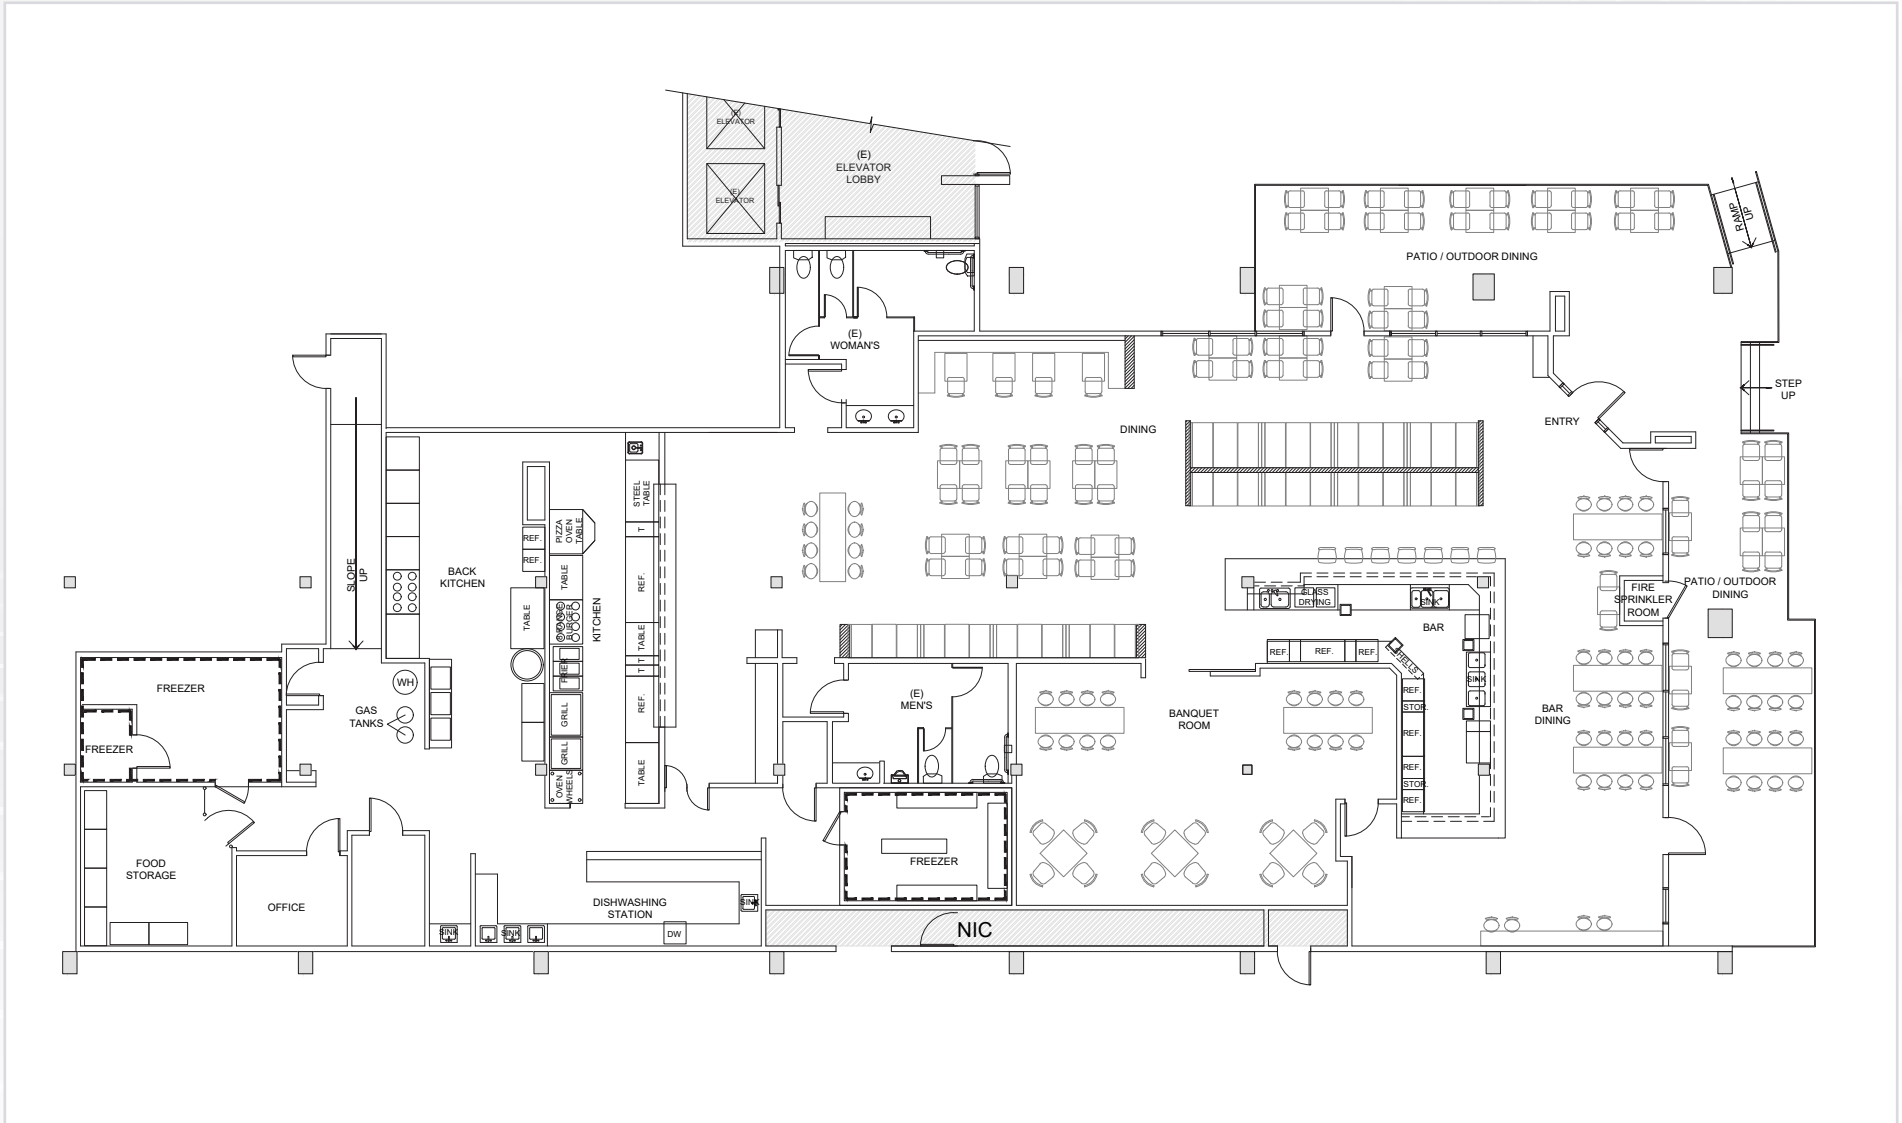 (E)
ELEVATOR
(E)
ELEVATOR
(E)
ELEVATOR
LOBBY
RAMP
UP
PATIO / OUTDOOR DINING
(E)
WOMAN'S
STEP
UP
ENTRY
DINING
SLOPE
UP
BACK
KITCHEN
REF.
REF.
PIZZA
OVEN
TABLE
TABLE
TABLE
BURGER
FRIER
GRILL
GRILL
OVEN
WHEELS
KITCHEN
STEEL
TABLE
T
REF.
TABLE
T
T
REF.
TABLE
GLASS
DRYING
SINK
BAR
REF.
REF.
REF.
SHELLS
SINK
REF.
STOR.
REF.
REF.
STOR.
REF.
FIRE
SPRINKLER
ROOM
PATIO / OUTDOOR
DINING
BAR
DINING
FREEZER
FREEZER
WH
GAS
TANKS
(E)
MEN'S
BANQUET
ROOM
FOOD
STORAGE
OFFICE
SINK
SINK
DISHWASHING
STATION
SINK
DW
FREEZER
NIC